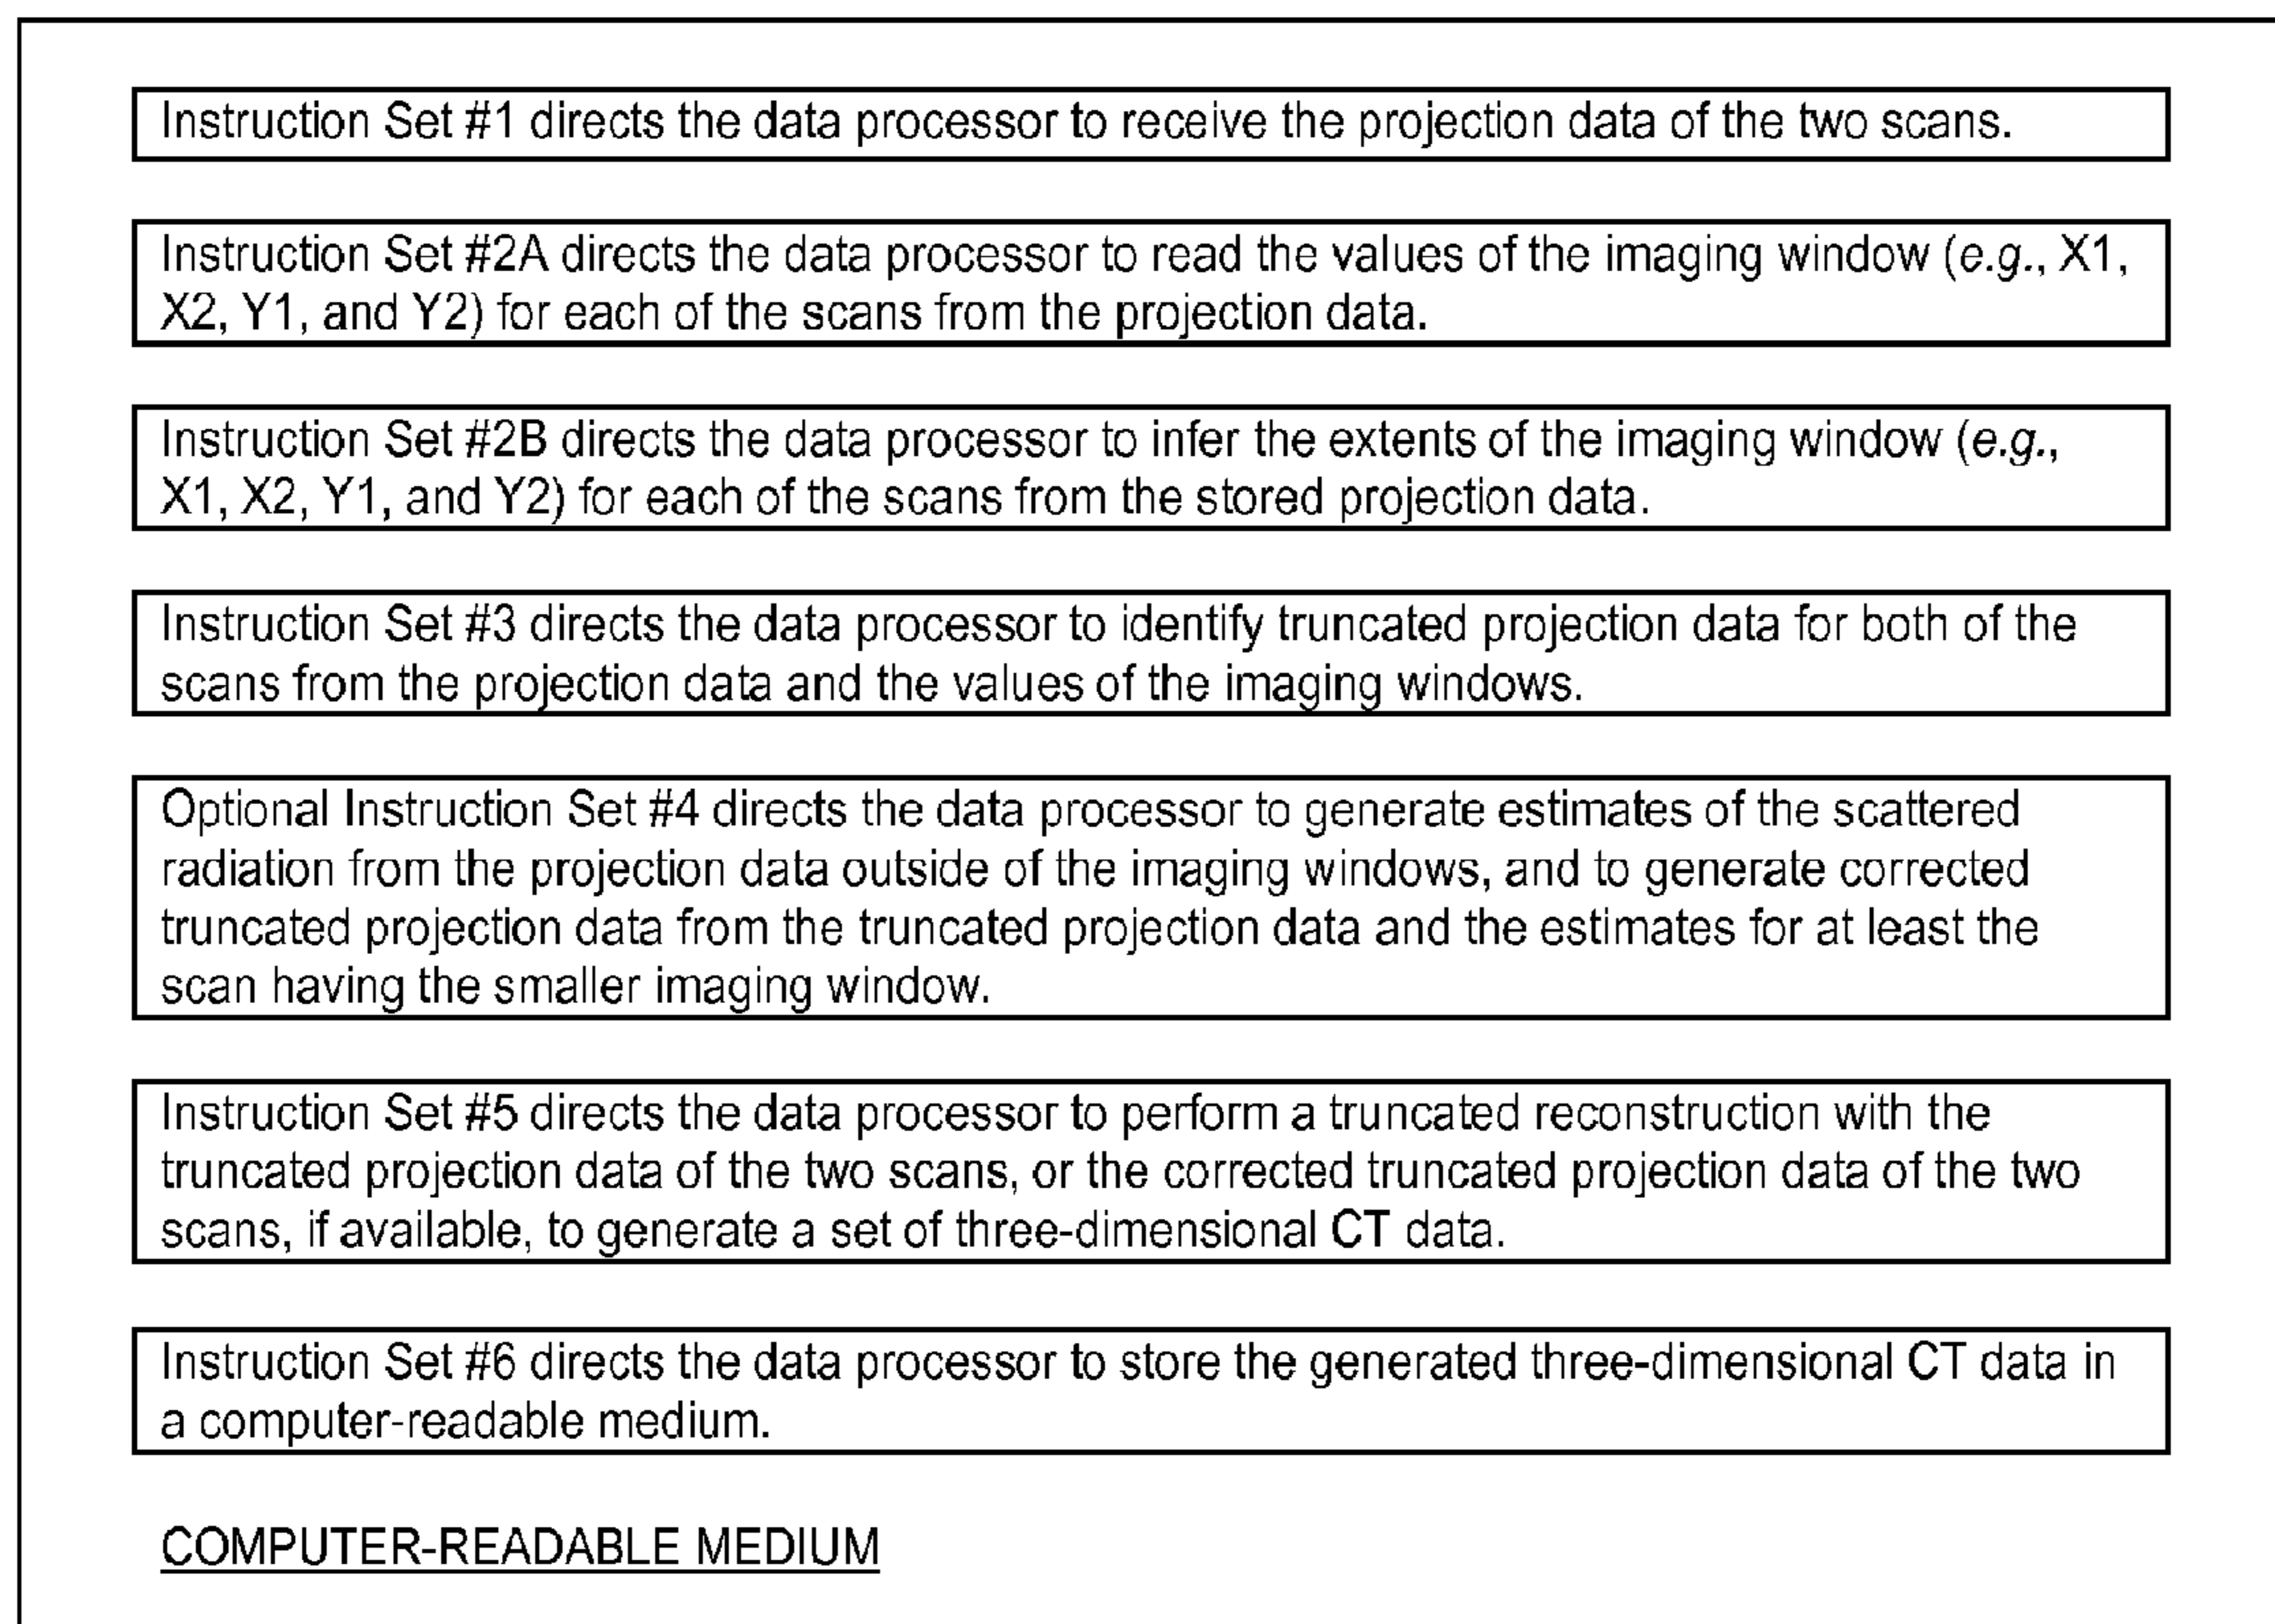 Instruction Set #1 directs the data processor to receive the projection data of the two scans.
Instruction Set #2A directs the data processor to read the values of the imaging window (e.g., X1,
X2, Y1, and Y2) for each of the scans from the projection data.
Instruction Set #2B directs the data processor to infer the extents of the imaging window (e.g.,
X1, X2, Y1, and Y2) for each of the scans from the stored projection data.
Instruction Set #3 directs the data processor to identify truncated projection data for both of the
scans from the projection data and the values of the imaging windows.
Optional Instruction Set #4 directs the data processor to generate estimates of the scattered
radiation from the projection data outside of the imaging windows, and to generate corrected
truncated projection data from the truncated projection data and the estimates for at least the
scan having the smaller imaging window.
Instruction Set #5 directs the data processor to perform a truncated reconstruction with the
truncated projection data of the two scans, or the corrected truncated projection data of the two
scans, if available, to generate a set of three-dimensional CT data.
Instruction Set #6 directs the data processor to store the generated three-dimensional CT data in
a computer-readable medium.
COMPUTER-READABLE MEDIUM